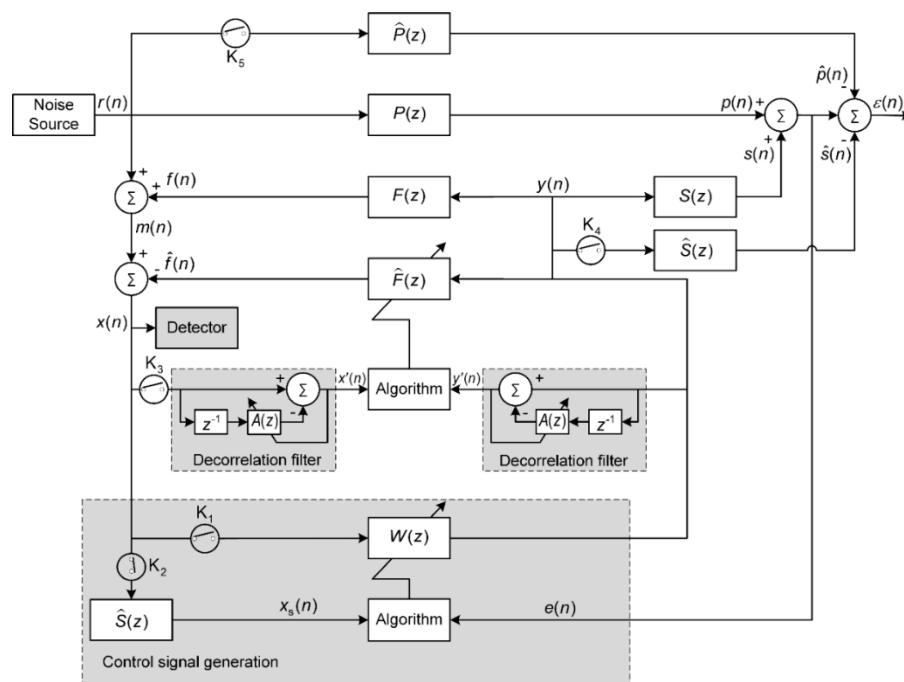 P̂(z)
K5
p̂(n)
-
Noise
Source
r(n)
P(z)
p(n)
+
Σ
Σ
ε(n)
+
s(n)
-
ŝ(n)
+
+
f(n)
Σ
F(z)
y(n)
S(z)
m(n)
K4
Ŝ(z)
+
Σ
-
f̂(n)
F̂(z)
x(n)
Detector
K3
+
Σ
x'(n)
Algorithm
y'(n)
Σ
+
-
z-1
A(z)
-
A(z)
z-1
Decorrelation filter
Decorrelation filter
K1
W(z)
K2
Ŝ(z)
xs(n)
Algorithm
e(n)
Control signal generation